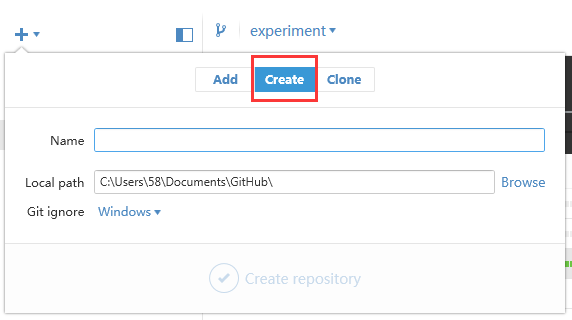 experiment
Add Create Clone
Name
Local path C:\Users\58\Documents\GitHub\ Browse
Git ignore Windows
Create repository